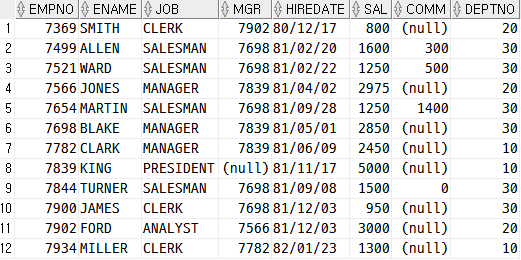 EMPNO ENAME JOB MGR HIREDATE SAL COMM DEPTNO
1 7369 SMITH CLERK 7902 80/12/17 800 (null) 20
2 7499 ALLEN SALESMAN 7698 81/02/20 1600 300 30
3 7521 WARD SALESMAN 7698 81/02/22 1250 500 30
4 7566 JONES MANAGER 7839 81/04/02 2975 (null) 20
5 7654 MARTIN SALESMAN 7698 81/09/28 1250 1400 30
6 7698 BLAKE MANAGER 7839 81/05/01 2850 (null) 30
7 7782 CLARK MANAGER 7839 81/06/09 2450 (null) 10
8 7839 KING PRESIDENT (null) 81/11/17 5000 (null) 10
9 7844 TURNER SALESMAN 7698 81/09/08 1500 0 30
10 7900 JAMES CLERK 7698 81/12/03 950 (null) 30
11 7902 FORD ANALYST 7566 81/12/03 3000 (null) 20
12 7934 MILLER CLERK 7782 82/01/23 1300 (null) 10